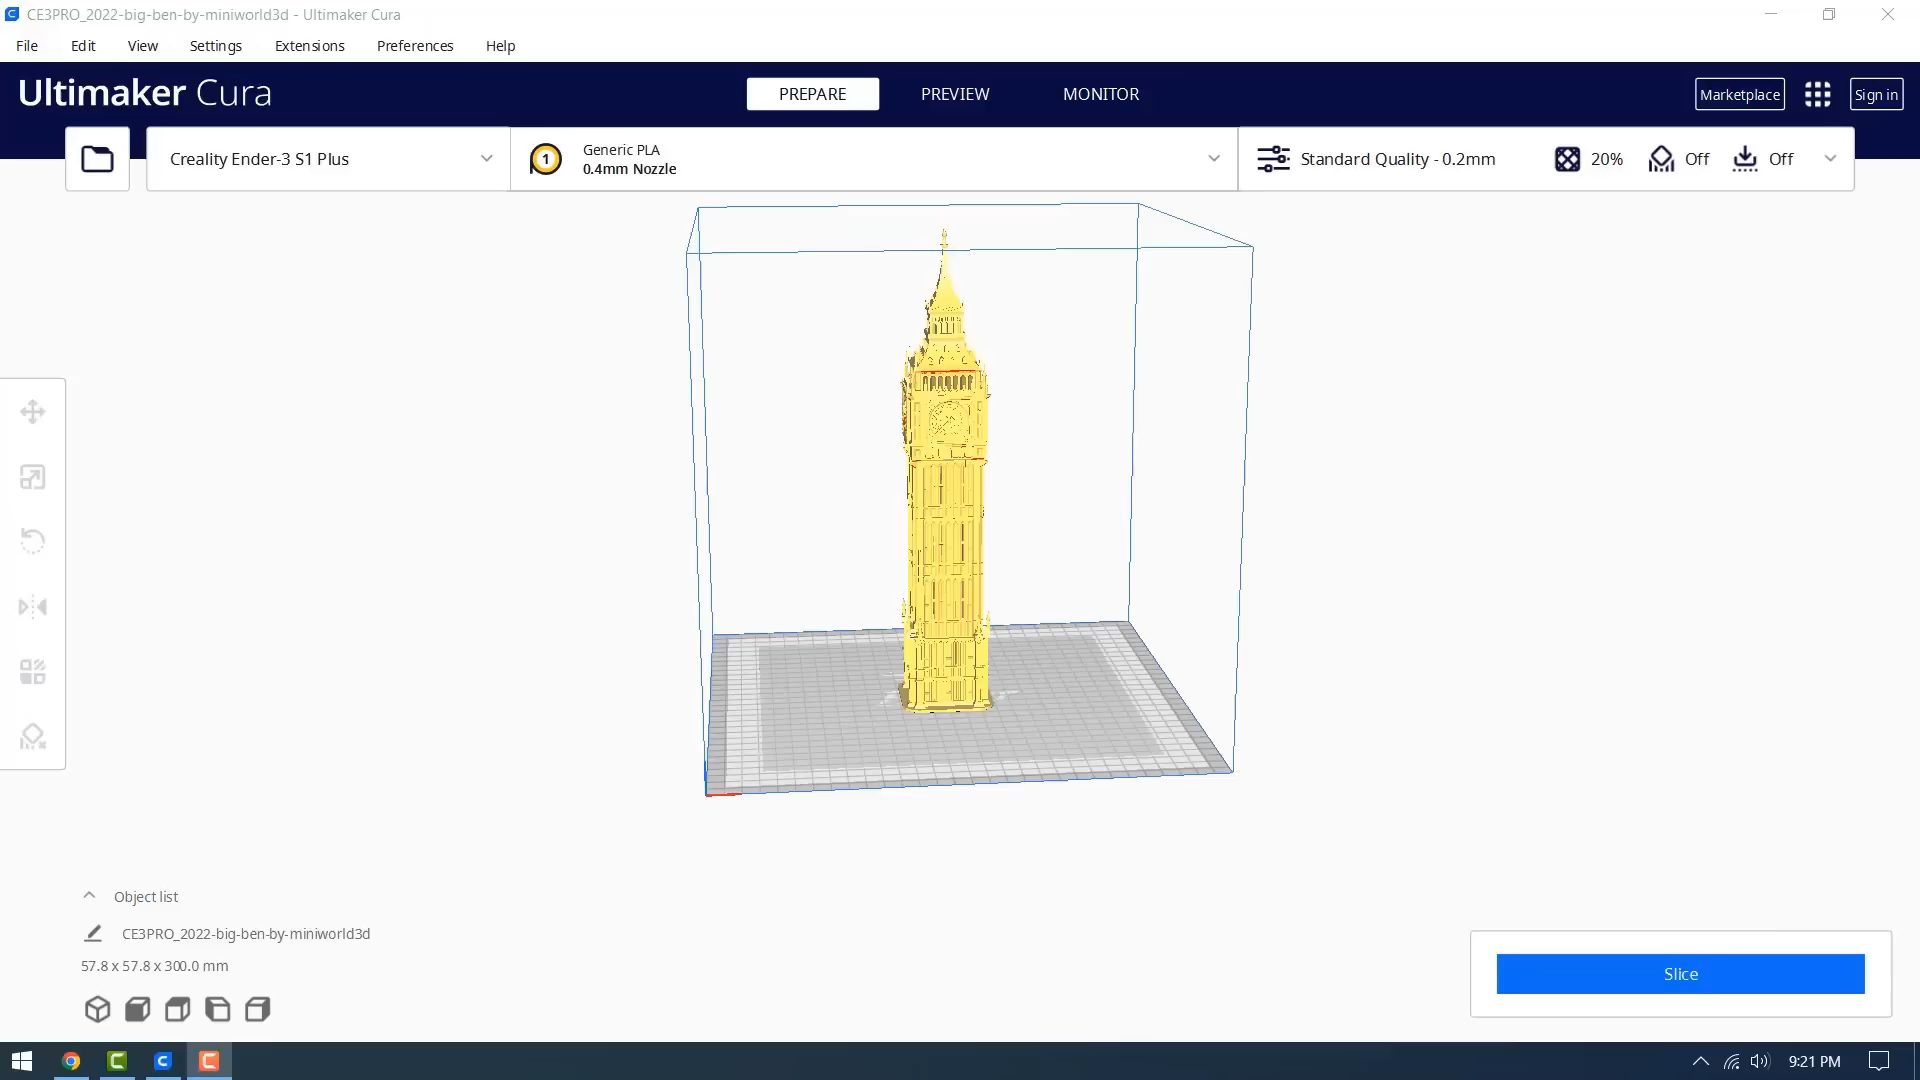 CE3PRO_2022-big-ben-by-miniworld3d - Ultimaker Cura
File Edit View Settings Extensions Preferences Help
Ultimaker Cura PREPARE PREVIEW MONITOR Marketplace Sign in
Creality Ender-3 S1 Plus
1
Generic PLA
0.4mm Nozzle
Standard Quality - 0.2mm 20% Off Off
Object list
CE3PRO_2022-big-ben-by-miniworld3d
57.8 x 57.8 x 300.0 mm
Slice
9:21 PM